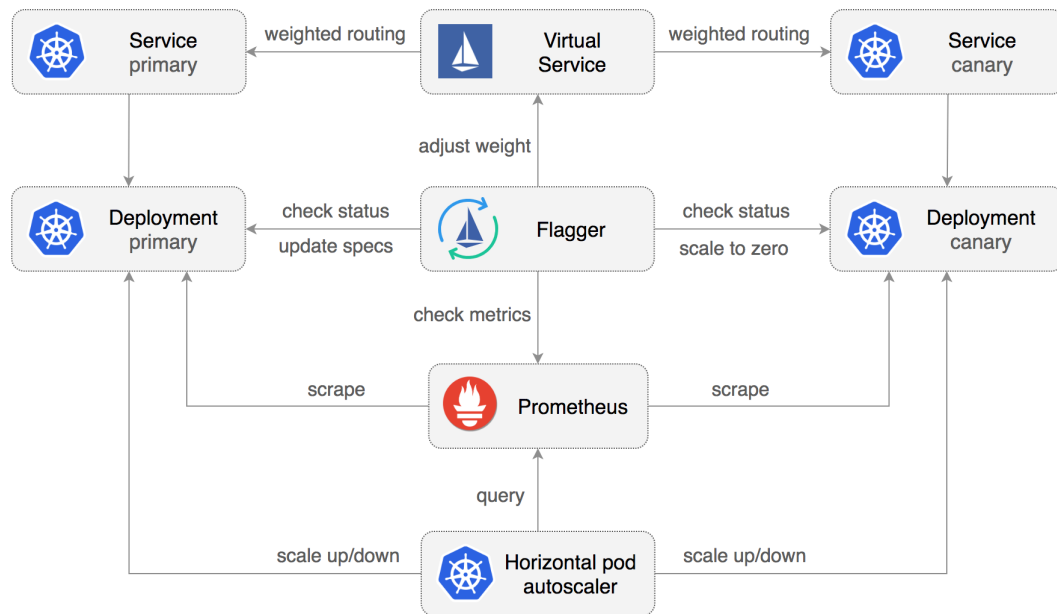 Service
primary
weighted routing
Virtual
Service
weighted routing
Service
canary
adjust weight
Deployment
primary
check status
update specs
Flagger
check status
scale to zero
Deployment
canary
check metrics
scrape
Prometheus
scrape
query
scale up/down
Horizontal pod
autoscaler
scale up/down